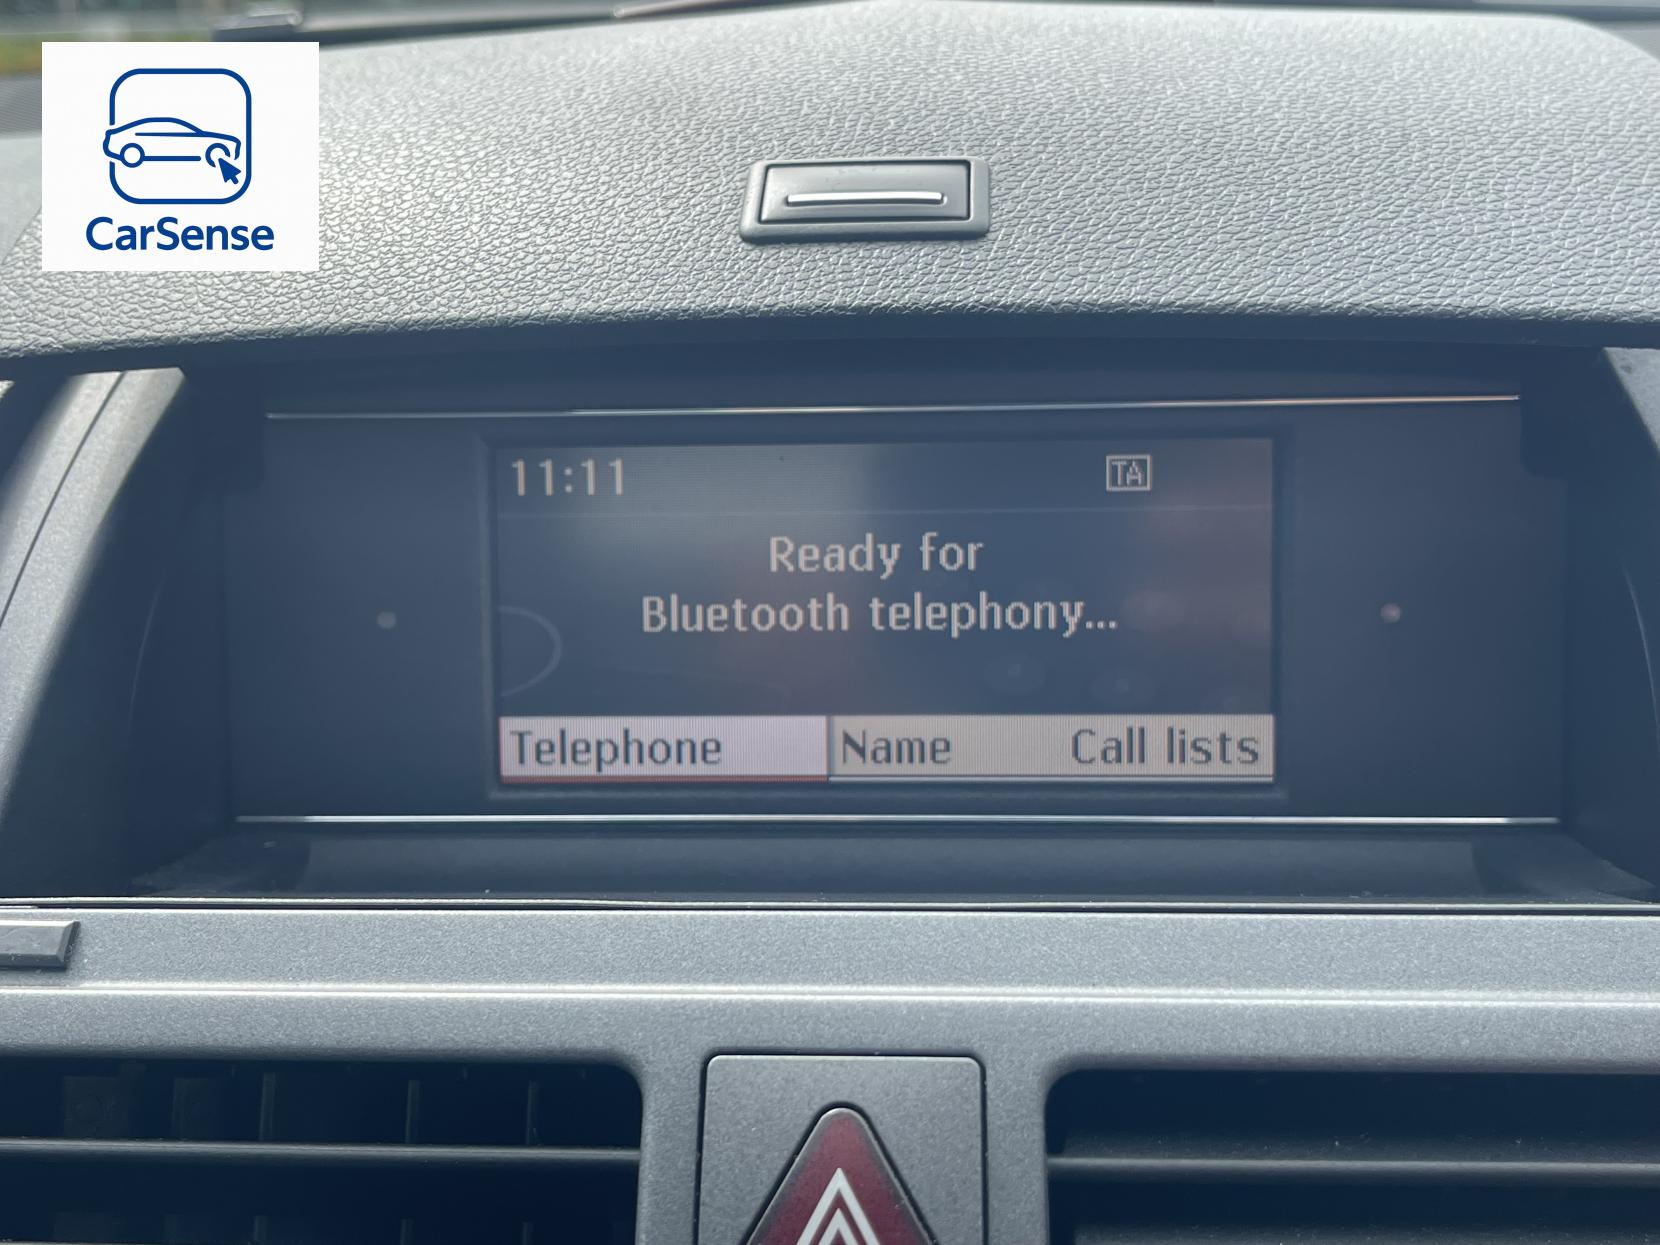 CarSense
11:11 TA
Ready for
Bluetooth telephony...
Telephone Name Call lists